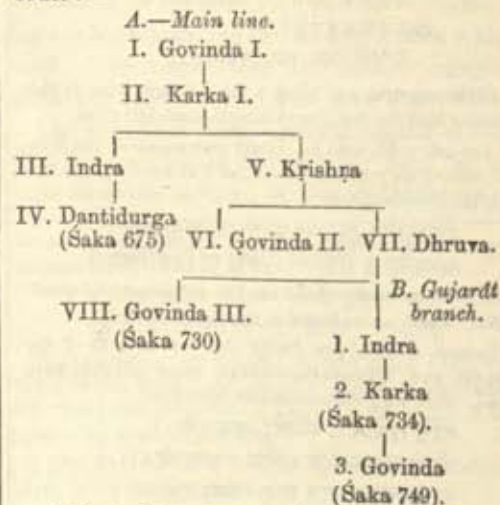 A.—Main line.
I. Govinda I.
II. Karka I.
III. Indra V. Kṛishṇa
IV. Dantidurga
(Śaka 675) VI. Govinda II. VII. Dhruva.
VIII. Govinda III.
(Śaka 730)
B. Gujarât
branch.
1. Indra
2. Karka
(Śaka 734).
3. Govinda
(Śaka 749).